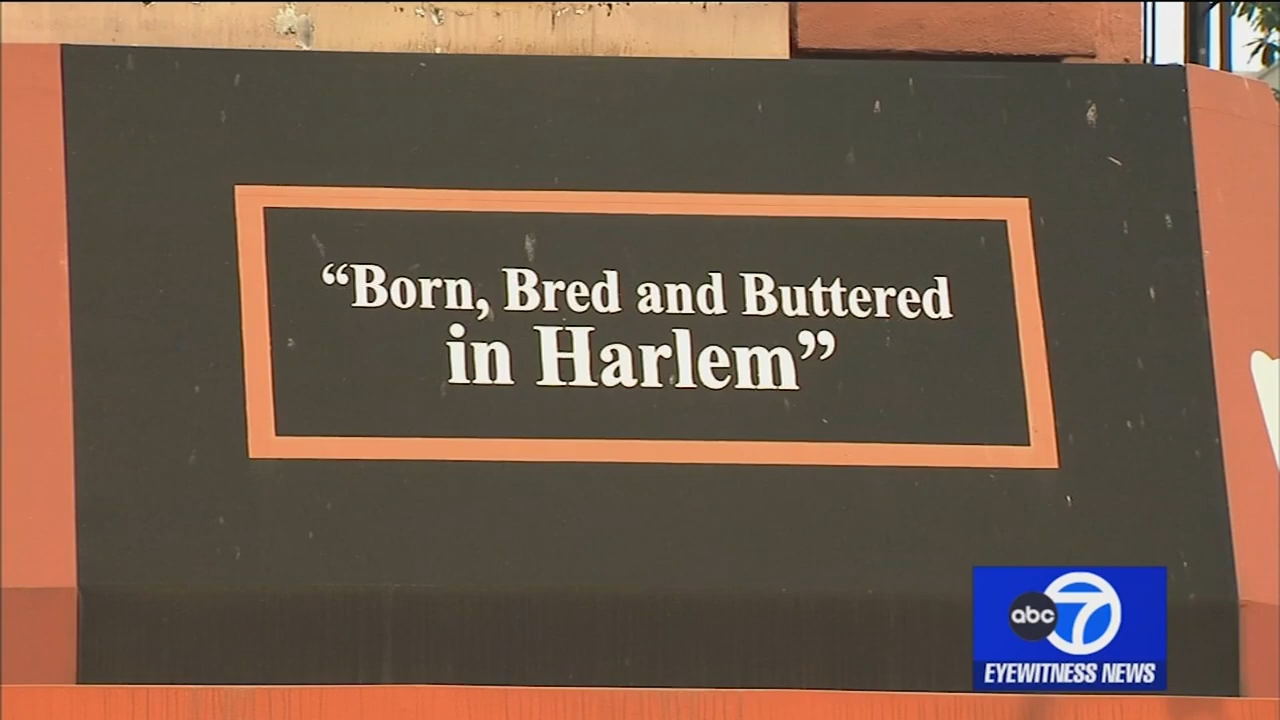 “Born, Bred and Buttered
in Harlem”
abc 7
EYEWITNESS NEWS